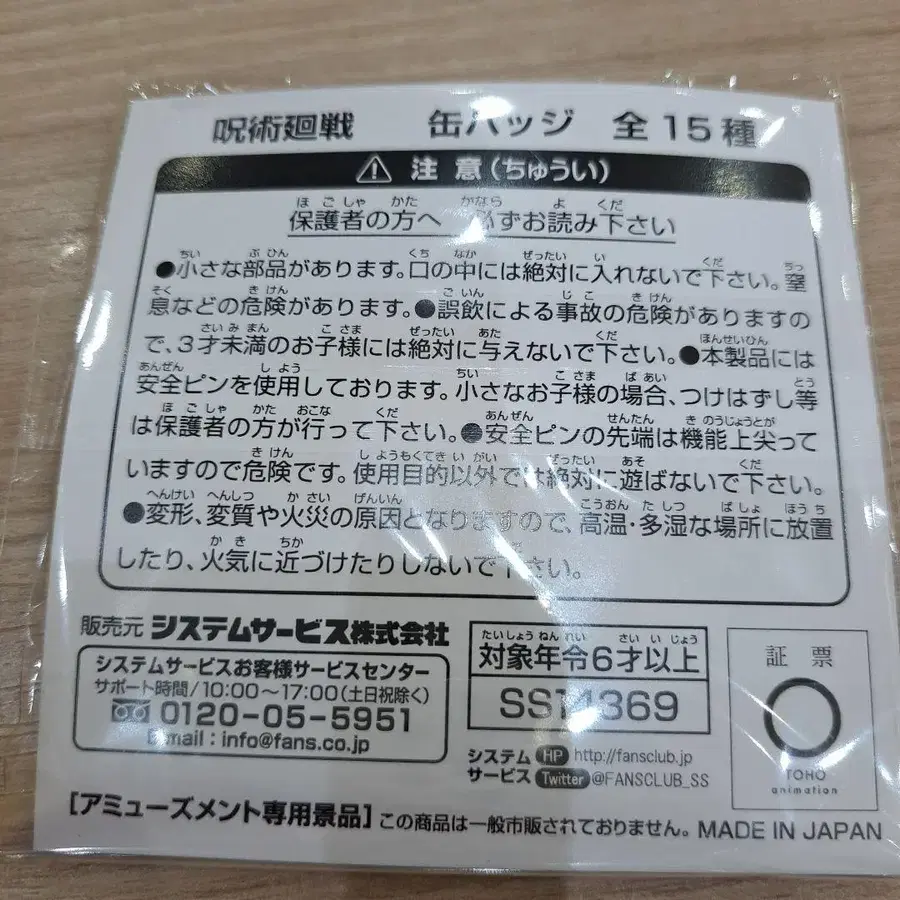 呪術廻戦 缶バッジ 全15種
⚠ 注意(ちゅうい)
保護者の方へ 必ずお読み下さい
●小さな部品があります。口の中には絶対に入れないで下さい。窒
息などの危険があります。●誤飲による事故の危険がありますの
で、3才未満のお子様には絶対に与えないで下さい。●本製品には
安全ピンを使用しております。小さなお子様の場合、つけはずし等
は保護者の方が行って下さい。●安全ピンの先端は機能上尖って
いますので危険です。使用目的以外では絶対に遊ばないで下さい。
●変形、変質や火災の原因となりますので、高温・多湿な場所に放置
したり、火気に近づけたりしないで下さい。
販売元 システムサービス株式会社
システムサービスお客様サービスセンター
サポート時間/10:00〜17:00(土日祝除く)
0120-05-5951
E-mail:info@fans.co.jp
たいしょうねんれい さいいじょう
対象年令6才以上
SS14369
システム HP http://fansclub.jp
サービス Twitter @FANSCLUB_SS
証票
TOHO
animation
[アミューズメント専用景品] この商品は一般市販されておりません。 MADE IN JAPAN